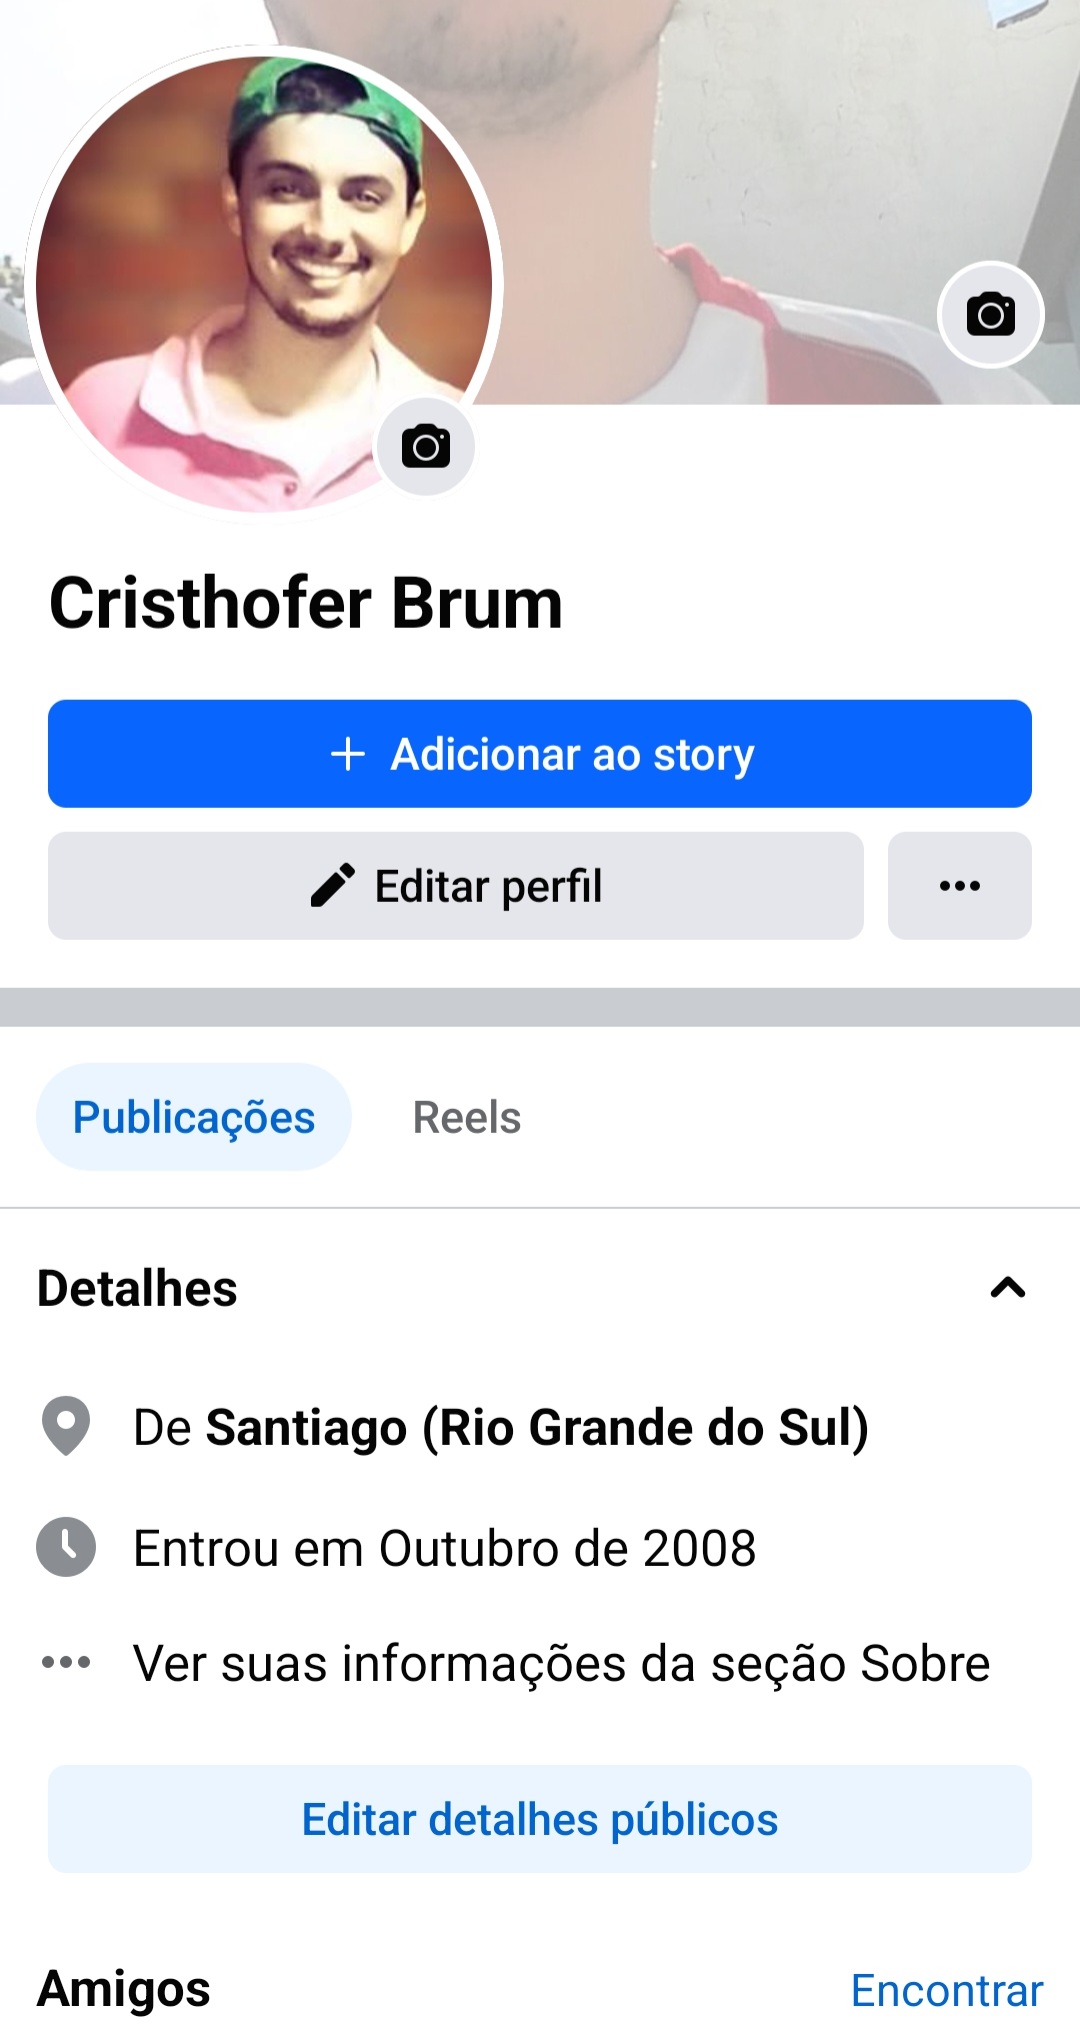 Cristhofer Brum
+ Adicionar ao story
Editar perfil
Publicações
Reels
Detalhes
De Santiago (Rio Grande do Sul)
Entrou em Outubro de 2008
Ver suas informações da seção Sobre
Editar detalhes públicos
Amigos
Encontrar